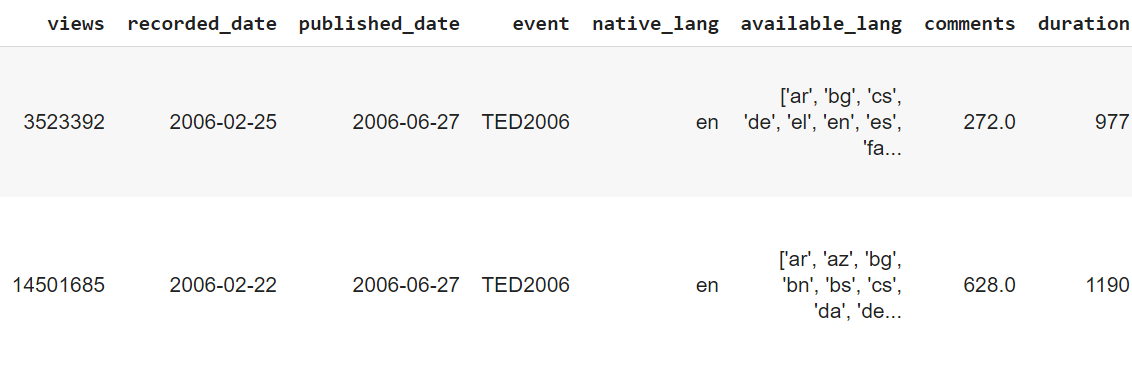 views recorded_date published_date event native_lang available_lang comments duration
['ar', 'bg', 'cs',
3523392 2006-02-25 2006-06-27 TED2006 en 'de', 'el', 'en', 'es', 272.0 977
'fa...
['ar', 'az', 'bg',
14501685 2006-02-22 2006-06-27 TED2006 en 'bn', 'bs', 'cs', 628.0 1190
'da', 'de...